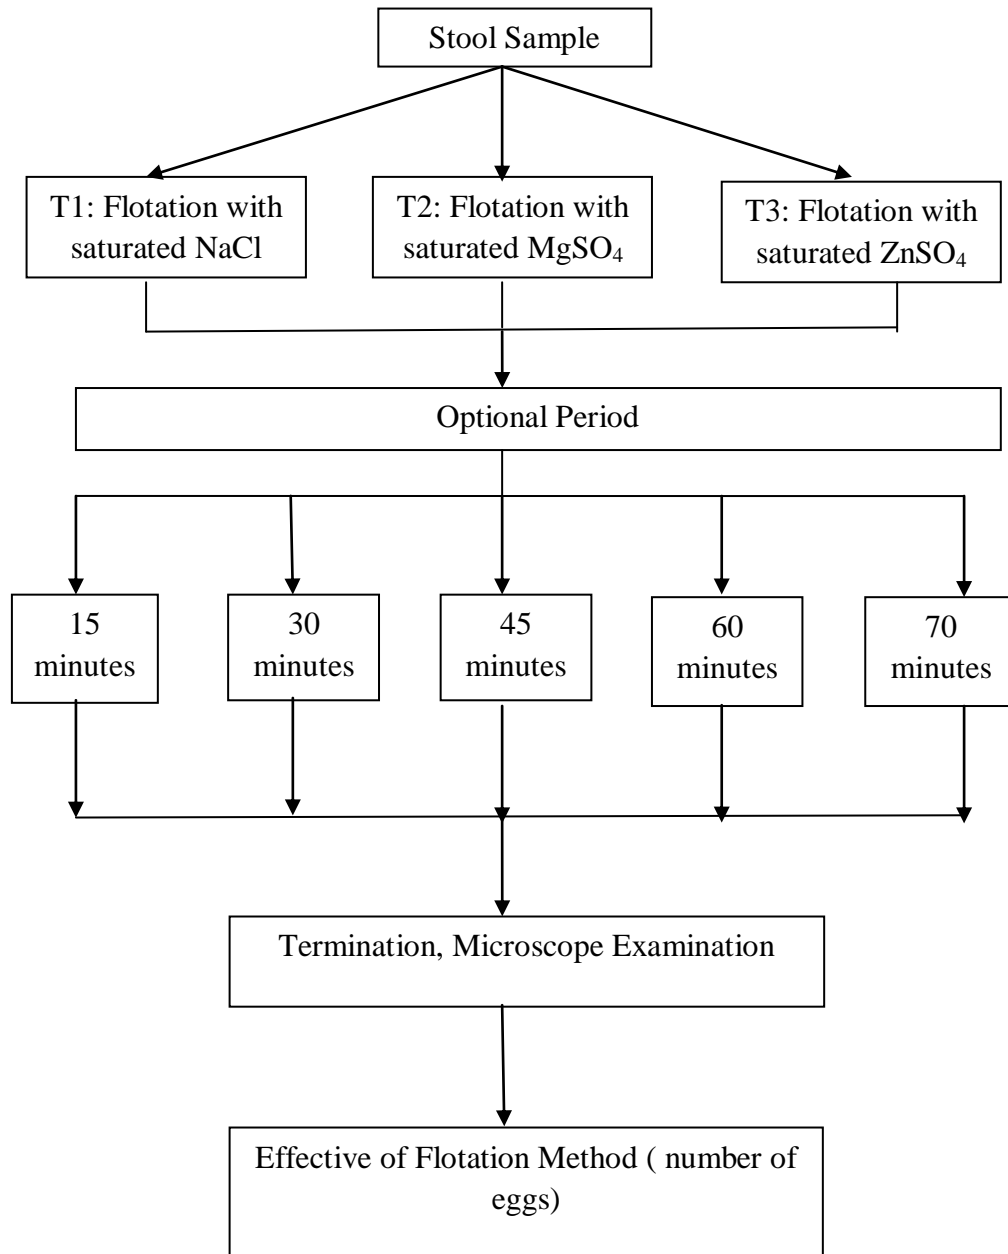 Stool Sample
T1: Flotation with
saturated NaCl
T2: Flotation with
saturated MgSO₄
T3: Flotation with
saturated ZnSO₄
Optional Period
15
minutes
30
minutes
45
minutes
60
minutes
70
minutes
Termination, Microscope Examination
Effective of Flotation Method ( number of
eggs)